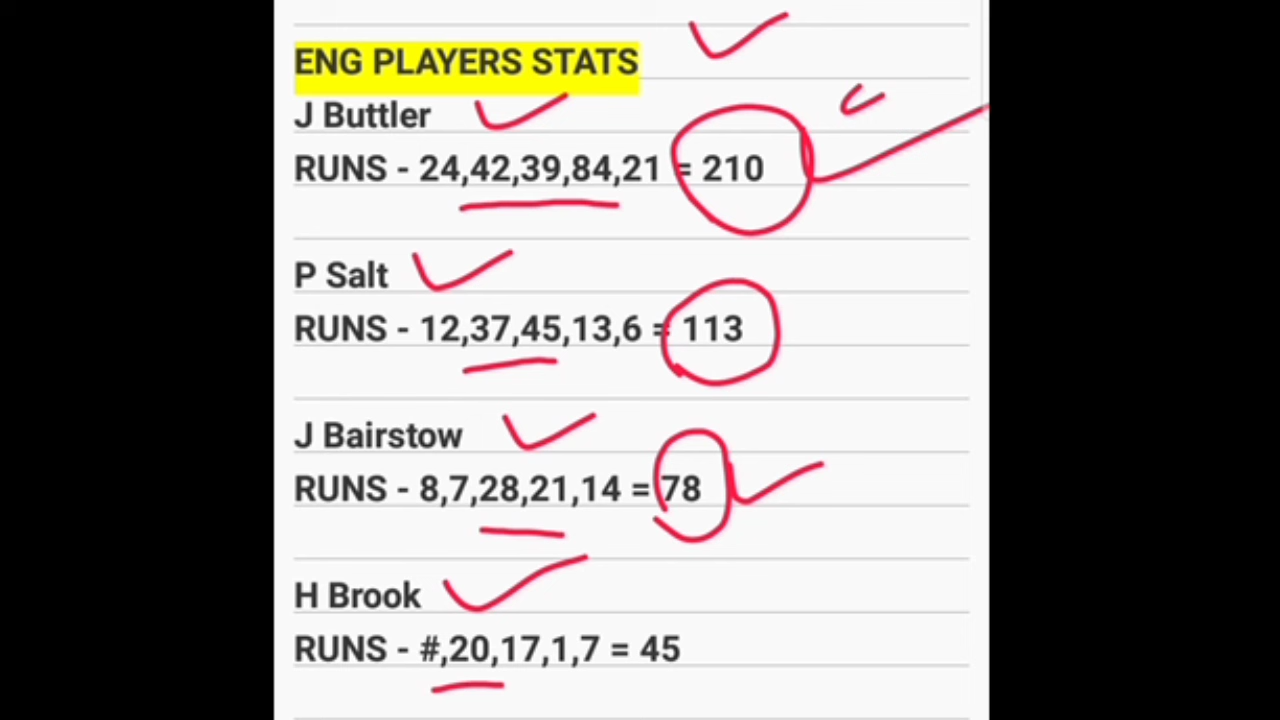 ENG PLAYERS STATS
J Buttler
RUNS - 24,42,39,84,21 = 210
P Salt
RUNS - 12,37,45,13,6 = 113
J Bairstow
RUNS - 8,7,28,21,14 = 78
H Brook
RUNS - #,20,17,1,7 = 45